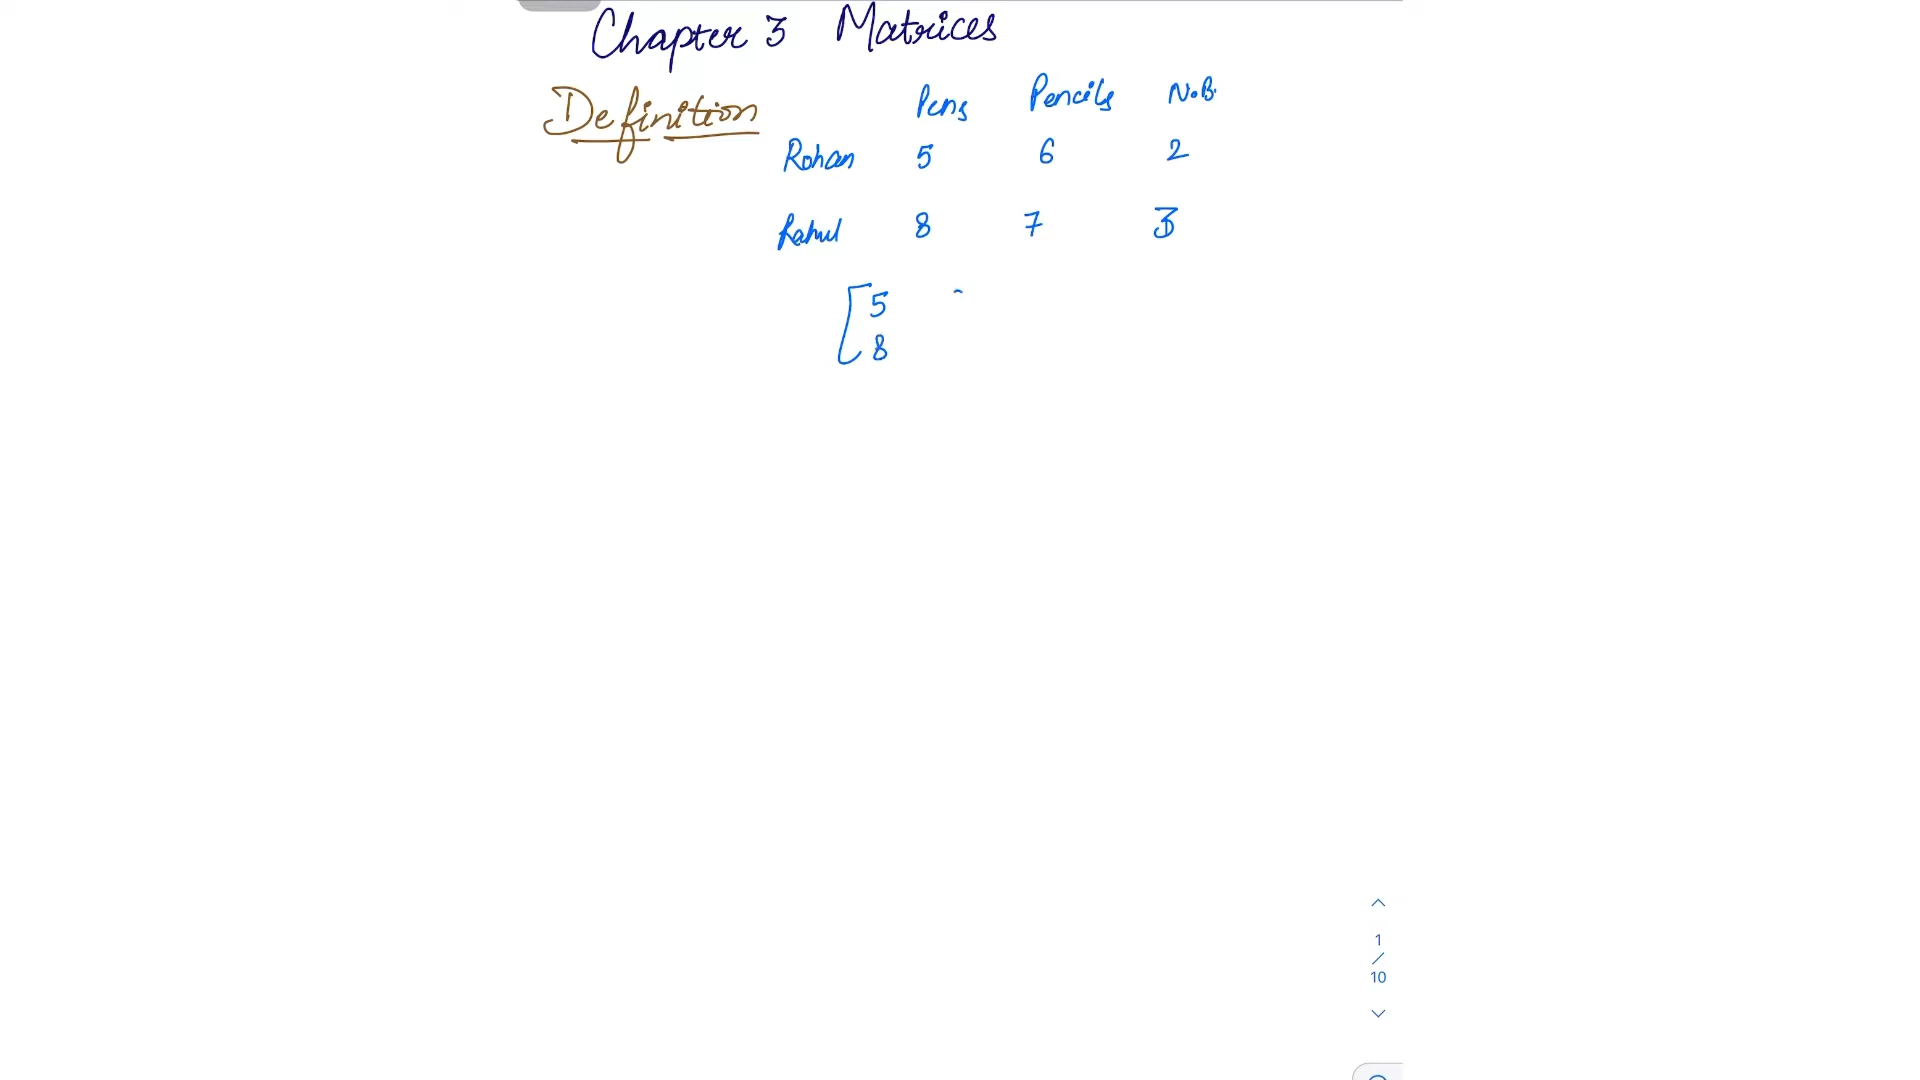 Chapter 3 Matrices
Definition
Pens Pencils N.B.
Rohan 5 6 2
Rahul 8 7 3
[5
8
1
/
10